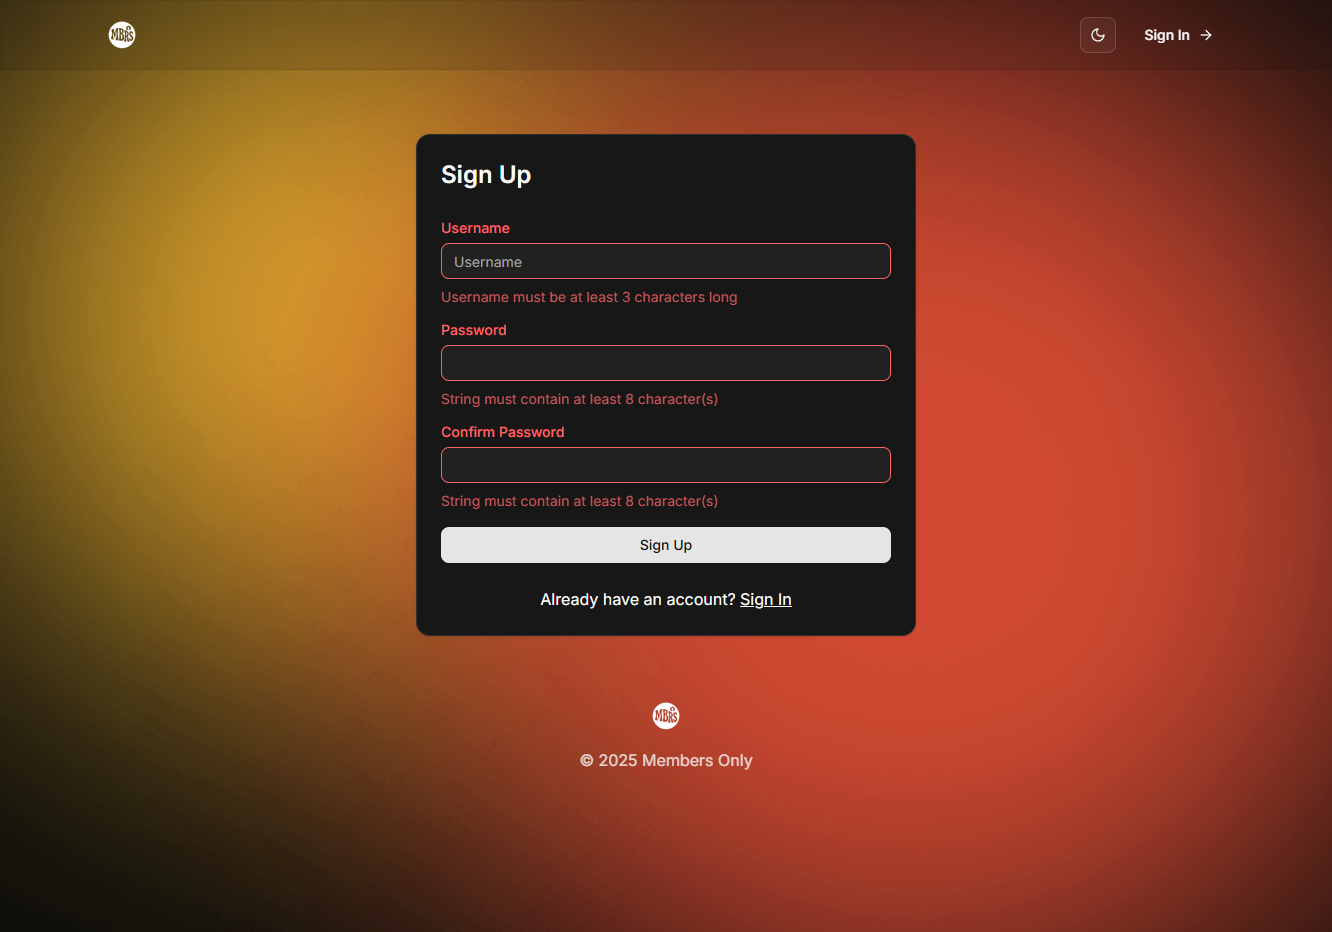 MBRS
Sign In
Sign Up
Username
Username
Username must be at least 3 characters long
Password
String must contain at least 8 character(s)
Confirm Password
String must contain at least 8 character(s)
Sign Up
Already have an account? Sign In
MBRS
© 2025 Members Only